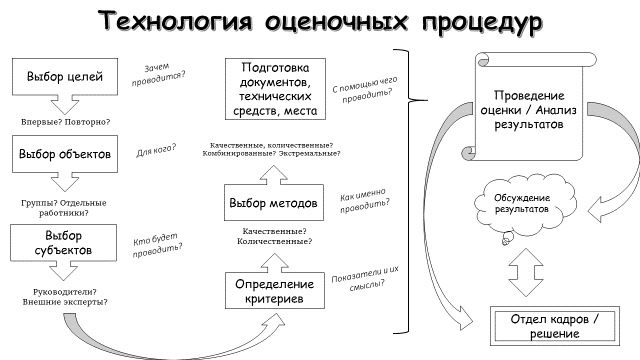 Технология оценочных процедур
Выбор целей
Зачем
проводится?
Впервые? Повторно?
Выбор объектов
Для кого?
Группы? Отдельные
работники?
Выбор
субъектов
Кто будет
проводить?
Руководители?
Внешние эксперты?
Подготовка
документов,
технических
средств, места
С помощью чего
проводить?
Качественные, количественные?
Комбинированные? Экстремальные?
Выбор методов
Как именно
проводить?
Качественные?
Количественные?
Определение
критериев
Показатели и их
смыслы?
Проведение
оценки / Анализ
результатов
Обсуждение
результатов
Отдел кадров /
решение